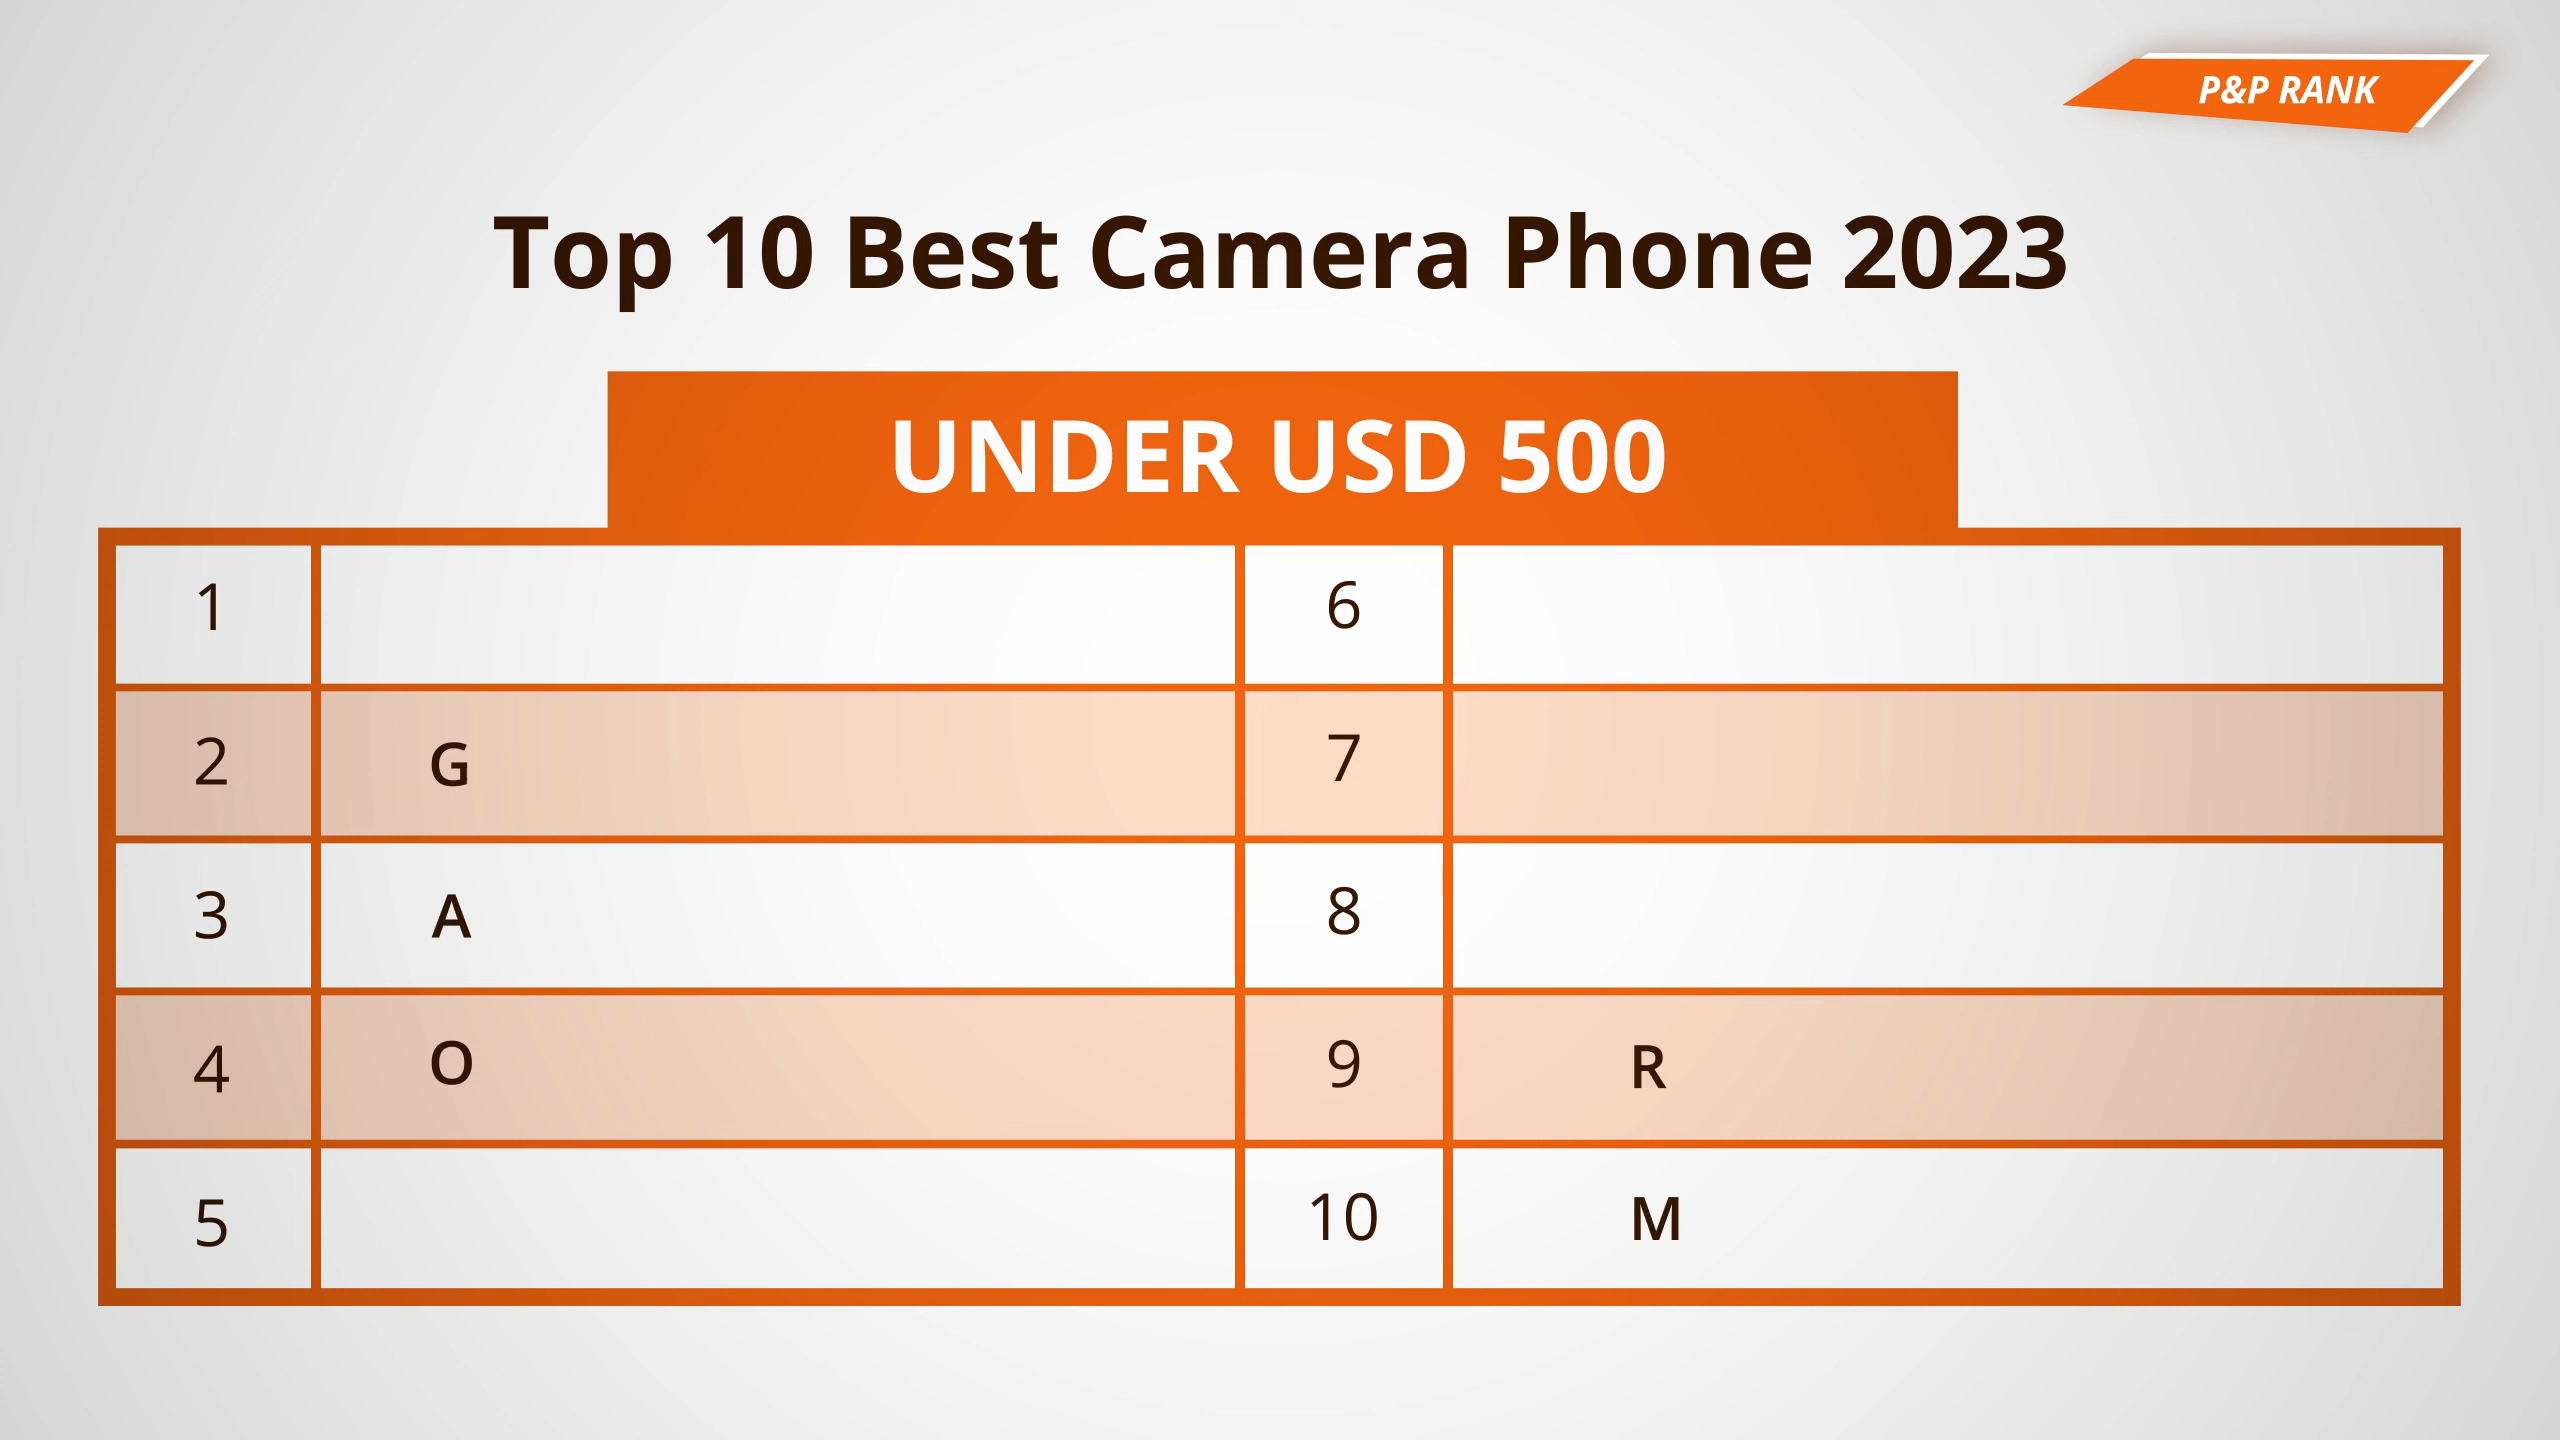 P&P RANK
Top 10 Best Camera Phone 2023
UNDER USD 500
1 6
2 G 7
3 A 8
4 O 9 R
5 10 M